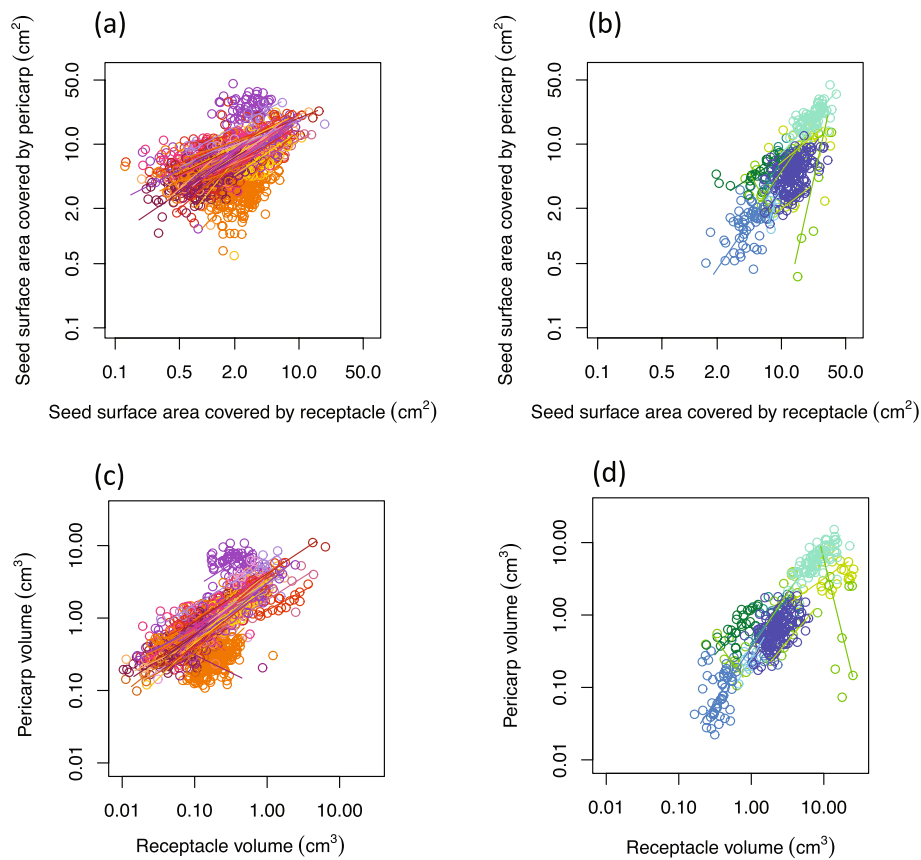 (a)
Seed surface area covered by pericarp (cm²)
50.0
10.0
2.0
0.5
0.1
0.1 0.5 2.0 10.0 50.0
Seed surface area covered by receptacle (cm²)
(b)
Seed surface area covered by pericarp (cm²)
50.0
10.0
2.0
0.5
0.1
0.1 0.5 2.0 10.0 50.0
Seed surface area covered by receptacle (cm²)
(c)
Pericarp volume (cm³)
10.00
1.00
0.10
0.01
0.01 0.10 1.00 10.00
Receptacle volume (cm³)
(d)
Pericarp volume (cm³)
10.00
1.00
0.10
0.01
0.01 0.10 1.00 10.00
Receptacle volume (cm³)